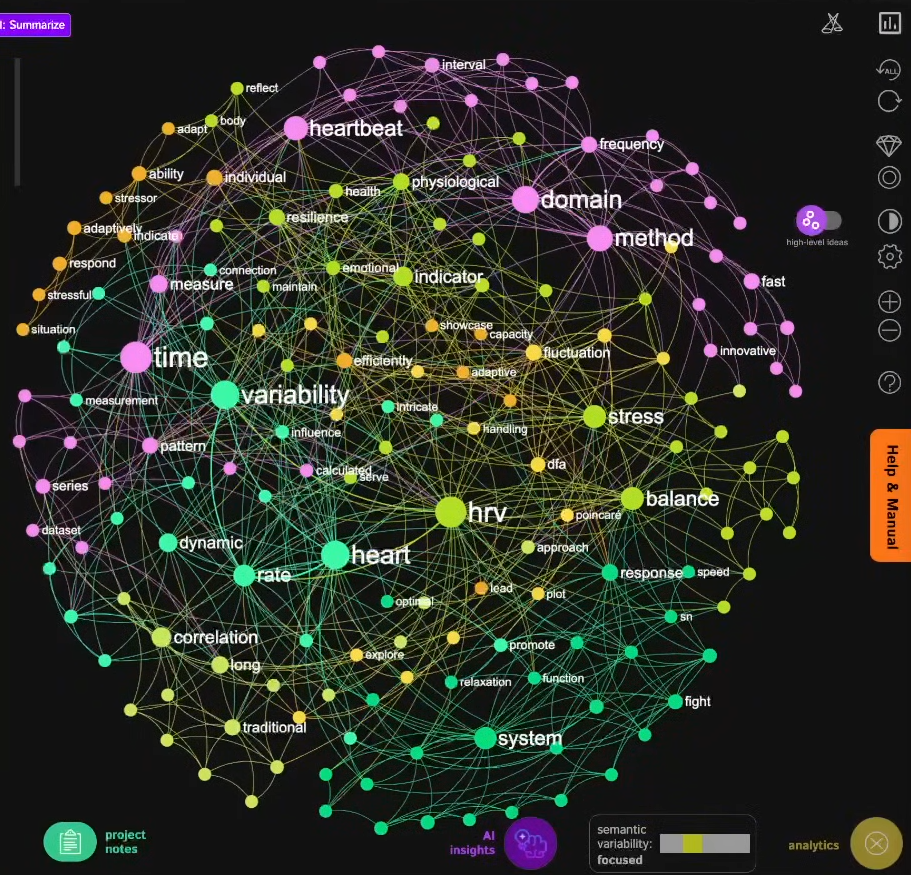 : Summarize
interval
reflect
body
adapt
heartbeat
frequency
ability
individual
health
physiological
stressor
domain
resilience
adaptively
indicate
method
high-level ideas
respond
connection
emotional
indicator
measure
maintain
fast
stressful
situation
showcase
capacity
innovative
time
efficiently
fluctuation
adaptive
variability
measurement
intricate
stress
influence
handling
pattern
calculated
serve
dfa
series
balance
hrv
poincaré
dataset
dynamic
heart
approach
rate
response
speed
Help & Manual
lead
plot
optimal
sn
correlation
promote
explore
long
relaxation
function
fight
traditional
system
project
notes
AI
insights
semantic
variability:
focused
analytics
ALL